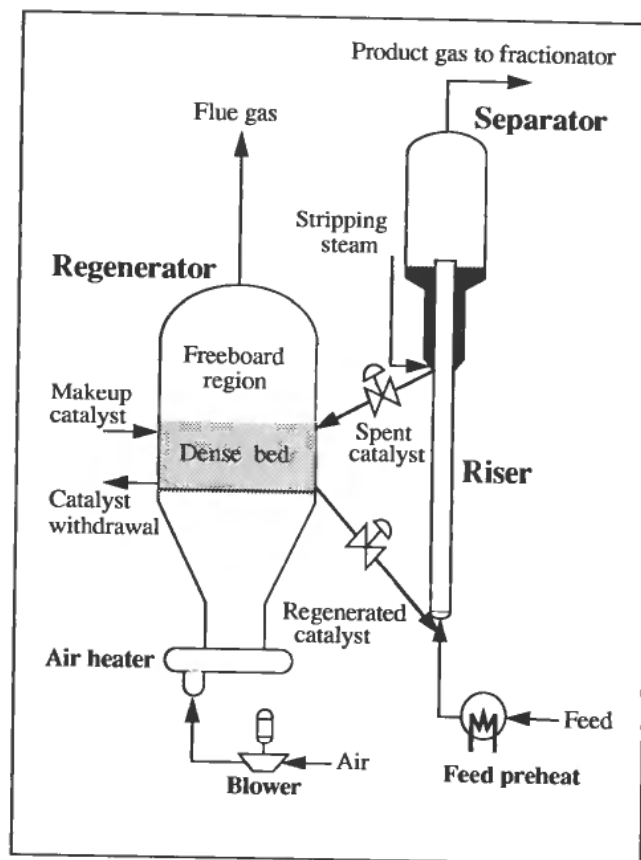 Product gas to fractionator
Separator
Flue gas
Stripping
steam
Regenerator
Freeboard
region
Makeup
catalyst
Spent
catalyst
Dense bed
Riser
Catalyst
withdrawal
Regenerated
catalyst
Air heater
Feed
Air
Blower
Feed preheat